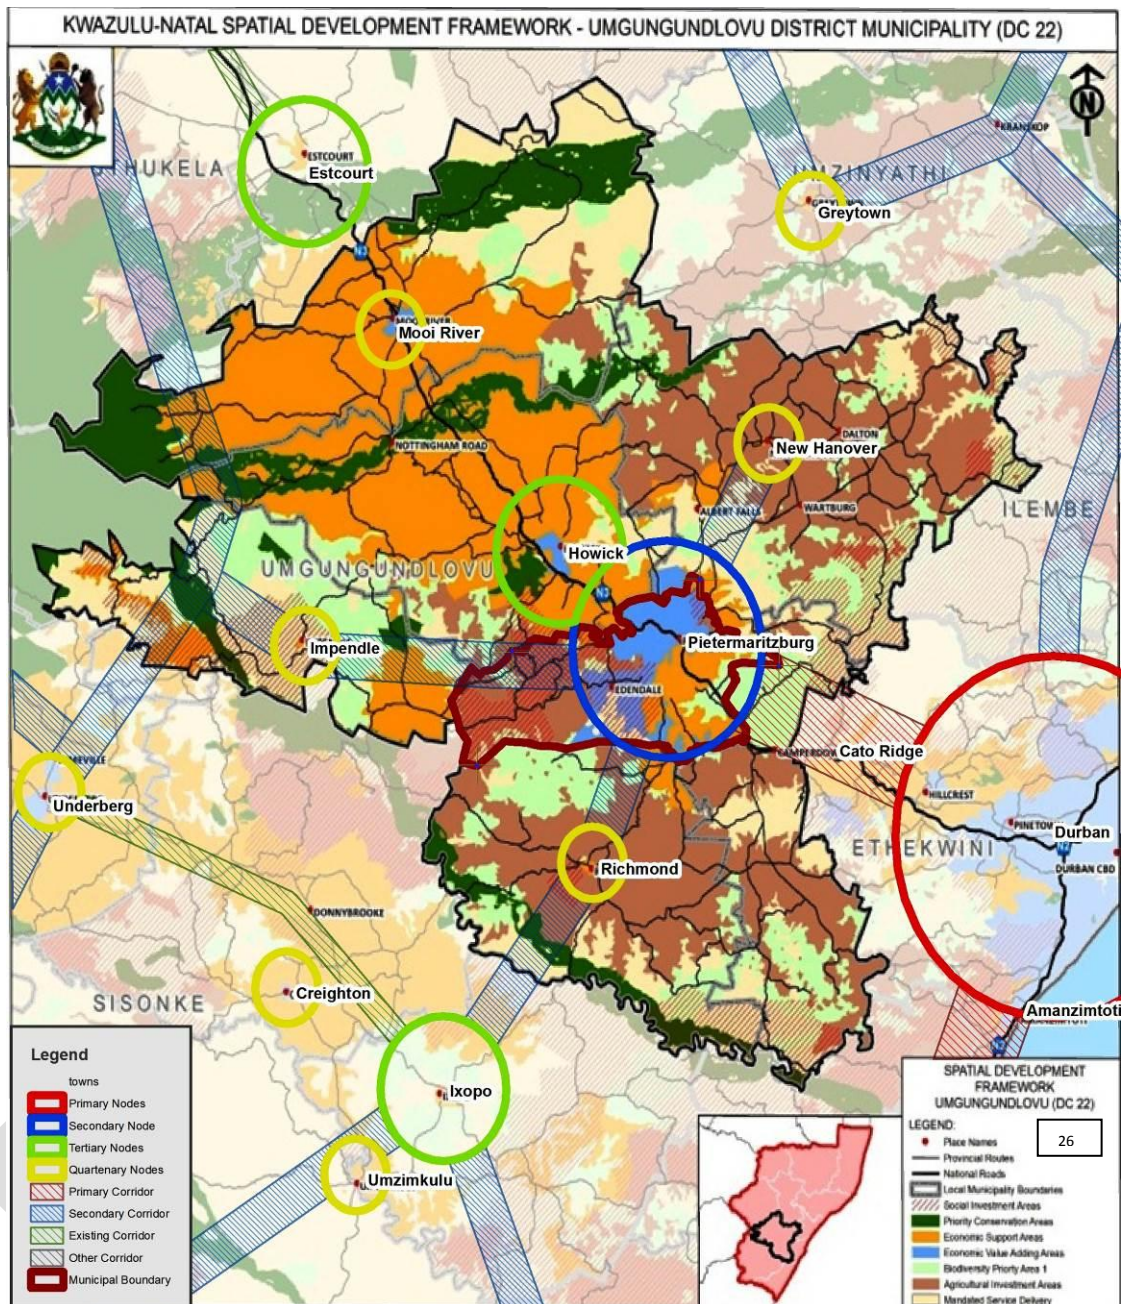 KWAZULU-NATAL SPATIAL DEVELOPMENT FRAMEWORK - UMGUNGUNDLOVU DISTRICT MUNICIPALITY (DC 22)
N
KRANSKOP
ESTCOURT
Estcourt
UMZINYATHI
Greytown
N3
Mooi River
DALTON
NOTTINGHAM ROAD
New Hanover
ALBERT FALLS
WARTBURG
ILEMBE
Howick
UMGUNGUNDLOVU
N3
Impendle
Pietermaritzburg
EDENDALE
Cato Ridge
Underberg
HILLCREST
PINETOWN
Durban
ETHEKWINI
DURBAN CBD
Richmond
DONNYBROOKE
Creighton
SISONKE
Amanzimtoti
Ixopo
Umzimkulu
Legend
towns
Primary Nodes
Secondary Node
Tertiary Nodes
Quartenary Nodes
Primary Corridor
Secondary Corridor
Existing Corridor
Other Corridor
Municipal Boundary
SPATIAL DEVELOPMENT
FRAMEWORK
UMGUNGUNDLOVU (DC 22)
LEGEND:
26
Place Names
Provincial Routes
National Roads
Local Municipality Boundaries
Social Investment Areas
Priority Conservation Areas
Economic Support Areas
Economic Value Adding Areas
Biodiversity Priorty Area 1
Agricultural Investment Areas
Mandated Service Delivery